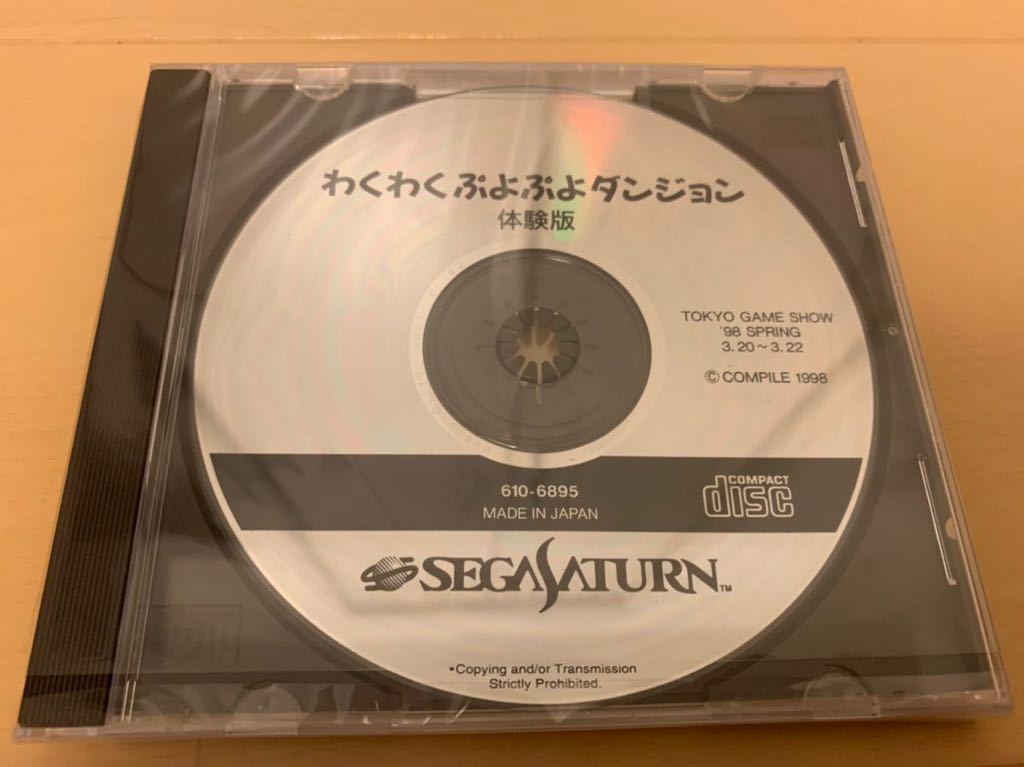 わくわくぷよぷよダンジョン
体験版
TOKYO GAME SHOW
'98 SPRING
3.20~3.22
© COMPILE 1998
610-6895
MADE IN JAPAN
COMPACT
disc
SEGA SATURN™
•Copying and/or Transmission
Strictly Prohibited.